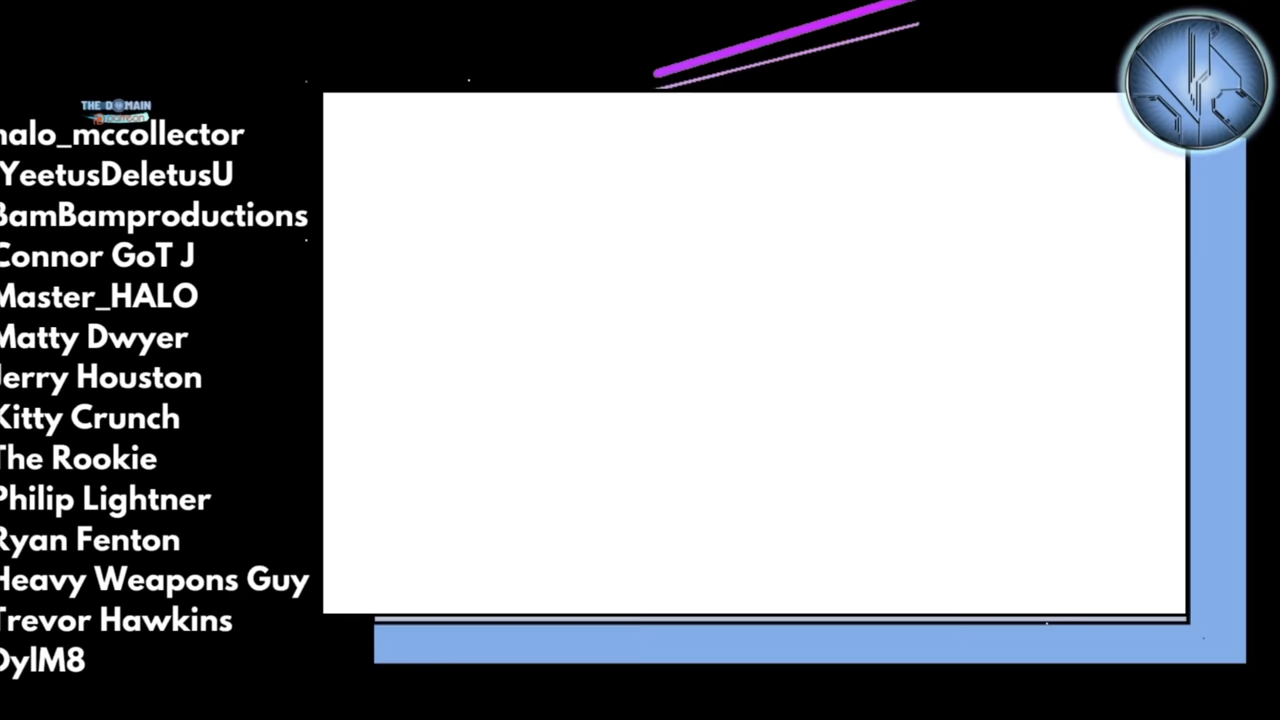 THE DOMAIN
halo_mccollector
YeetusDeletusU
BamBamproductions
Connor GoT J
Master_HALO
Matty Dwyer
Jerry Houston
Kitty Crunch
The Rookie
Philip Lightner
Ryan Fenton
Heavy Weapons Guy
Trevor Hawkins
DylM8